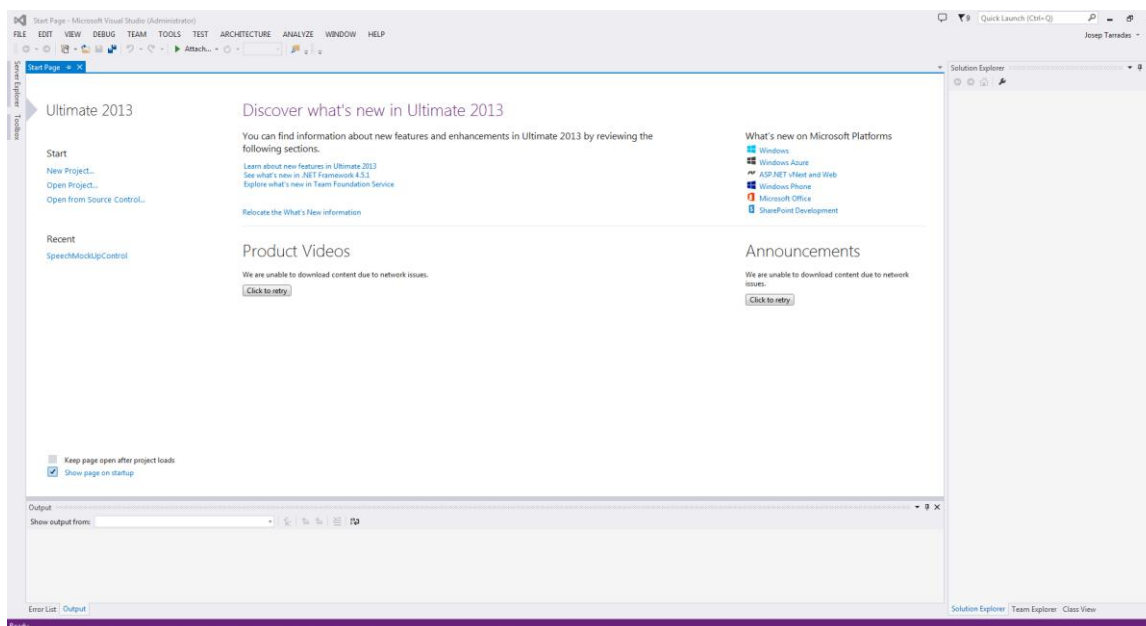 Start Page - Microsoft Visual Studio (Administrator)
9
Quick Launch (Ctrl+Q)
FILE EDIT VIEW DEBUG TEAM TOOLS TEST ARCHITECTURE ANALYZE WINDOW HELP
Josep Tarredes
Attach...
Server Explorer
Toolbox
Start Page
Ultimate 2013
Start
New Project...
Open Project...
Open from Source Control...
Recent
SpeechMockUpControl
Keep page open after project loads
Show page on startup
Discover what's new in Ultimate 2013
You can find information about new features and enhancements in Ultimate 2013 by reviewing the
following sections.
Learn about new features in Ultimate 2013
See what's new in .NET Framework 4.5.1
Explore what's new in Team Foundation Service
Relocate the What's New information
What's new on Microsoft Platforms
Windows
Windows Azure
ASP.NET vNext and Web
Windows Phone
Microsoft Office
SharePoint Development
Product Videos
We are unable to download content due to network issues.
Click to retry
Announcements
We are unable to download content due to network
issues.
Click to retry
Output
Show output from:
Error List Output
Solution Explorer
Solution Explorer Team Explorer Class View
Ready